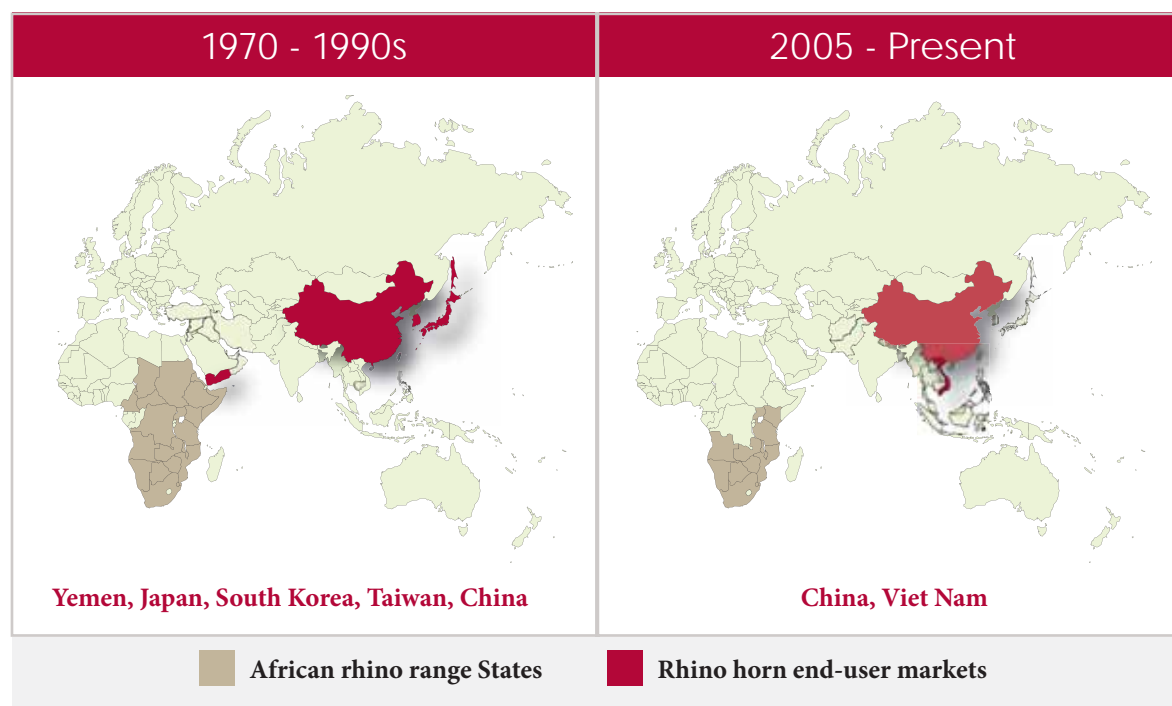 1970 - 1990s
2005 - Present
Yemen, Japan, South Korea, Taiwan, China
China, Viet Nam
African rhino range States
Rhino horn end-user markets